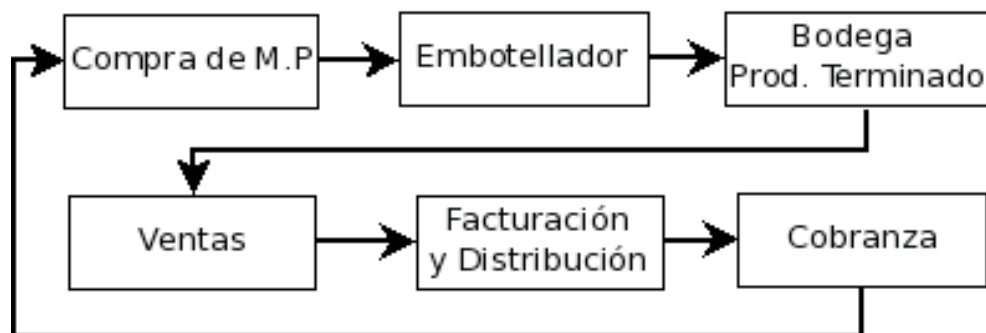 Compra de M.P
Embotellador
Bodega
Prod. Terminado
Ventas
Facturación
y Distribución
Cobranza